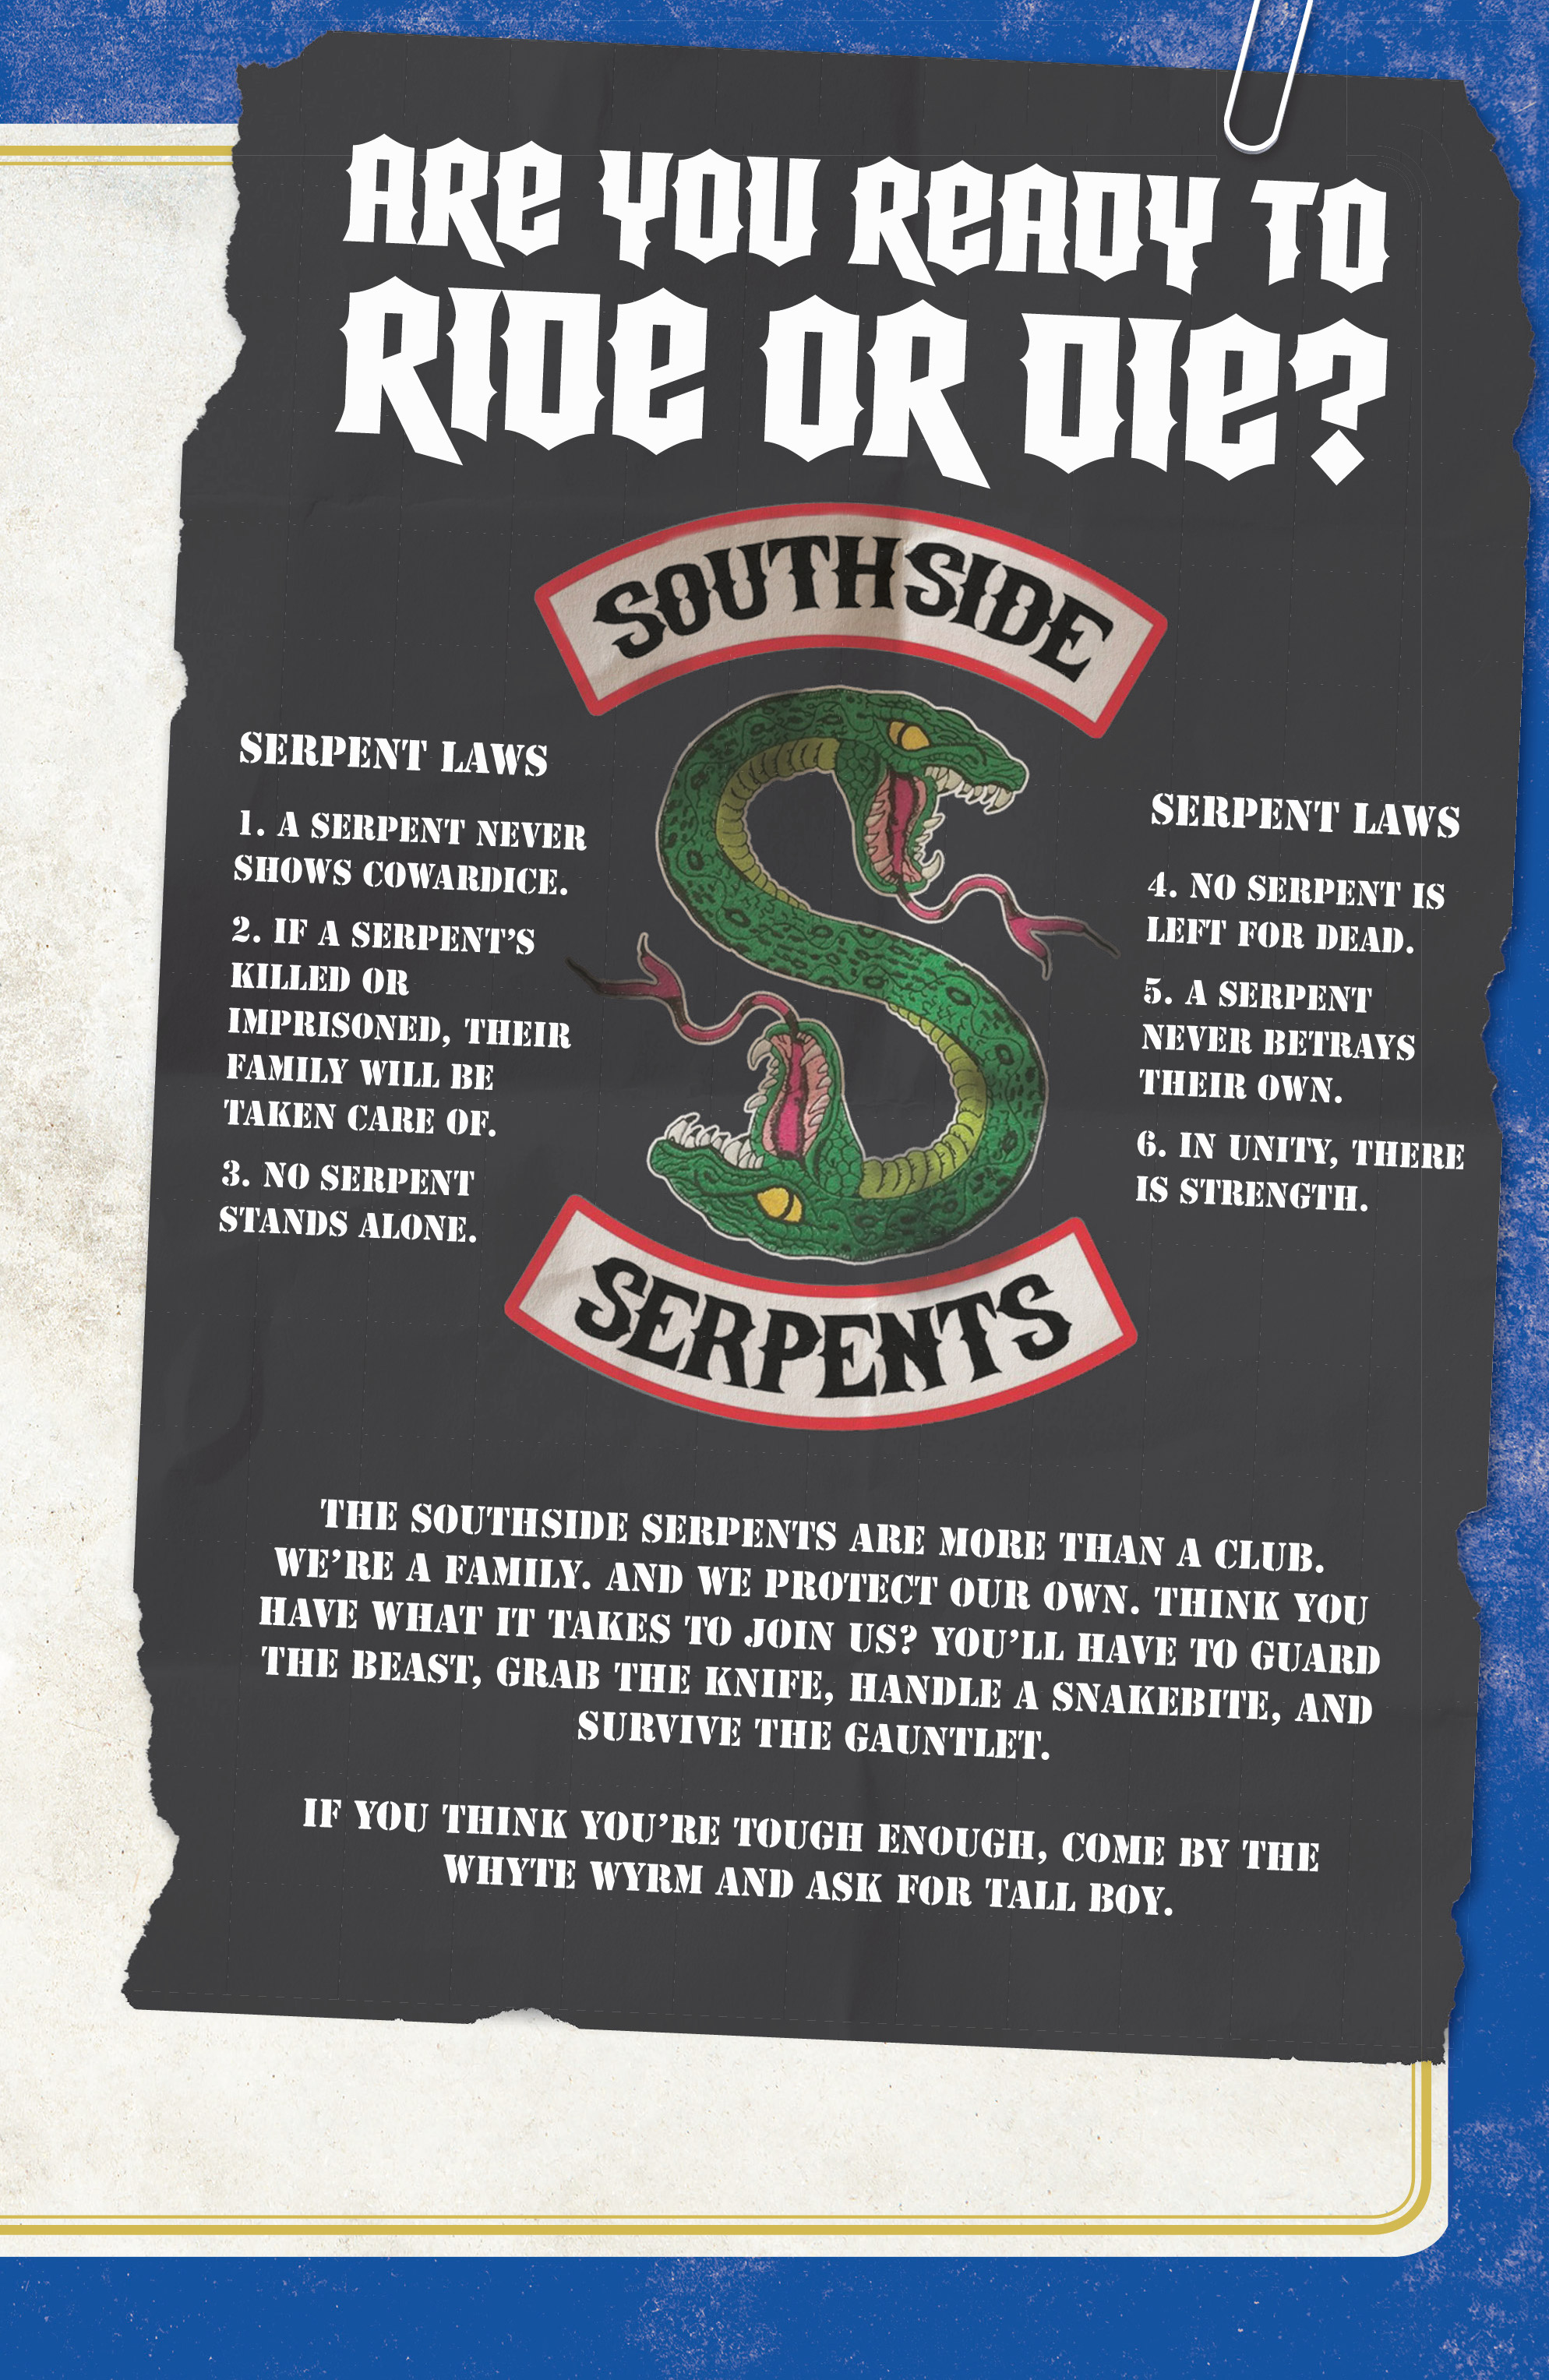 ARE YOU READY TO
RIDE OR DIE?
SOUTHSIDE
SERPENT LAWS
1. A SERPENT NEVER
SHOWS COWARDICE.
2. IF A SERPENT'S
KILLED OR
IMPRISONED, THEIR
FAMILY WILL BE
TAKEN CARE OF.
3. NO SERPENT
STANDS ALONE.
SERPENT LAWS
4. NO SERPENT IS
LEFT FOR DEAD.
5. A SERPENT
NEVER BETRAYS
THEIR OWN.
6. IN UNITY, THERE
IS STRENGTH.
SERPENTS
THE SOUTHSIDE SERPENTS ARE MORE THAN A CLUB.
WE'RE A FAMILY. AND WE PROTECT OUR OWN. THINK YOU
HAVE WHAT IT TAKES TO JOIN US? YOU'LL HAVE TO GUARD
THE BEAST, GRAB THE KNIFE, HANDLE A SNAKEBITE, AND
SURVIVE THE GAUNTLET.
IF YOU THINK YOU'RE TOUGH ENOUGH, COME BY THE
WHYTE WYRM AND ASK FOR TALL BOY.